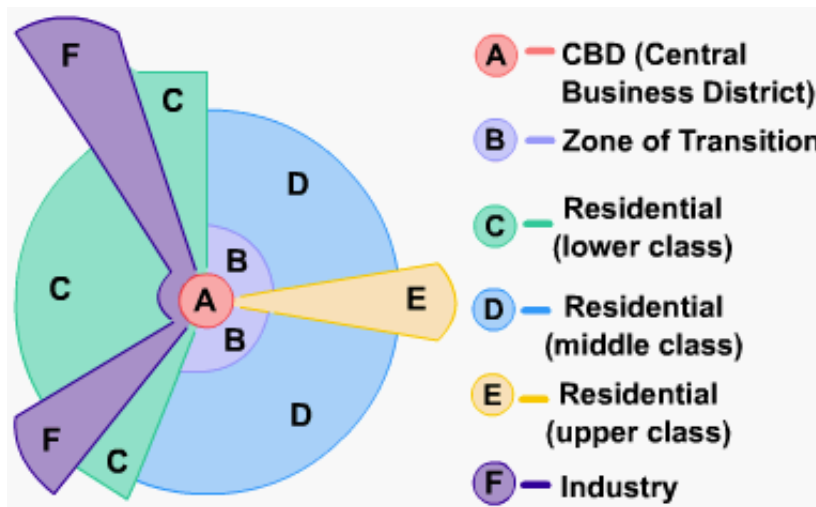 F
C
D
B
C
A
E
B
D
F
C
A CBD (Central
Business District)
B Zone of Transition
C Residential
(lower class)
D Residential
(middle class)
E Residential
(upper class)
F Industry